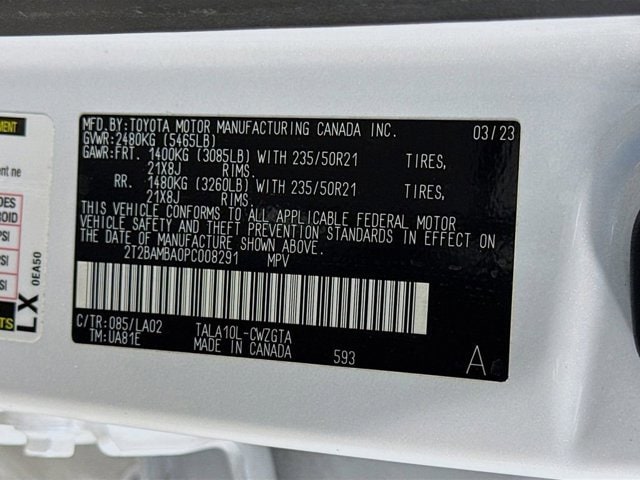 MFD.BY:TOYOTA MOTOR MANUFACTURING CANADA INC. 03/23
GVWR:2480KG (5465LB)
GAWR:FRT. 1400KG (3085LB) WITH 235/50R21 TIRES,
21X8J RIMS.
RR. 1480KG (3260LB) WITH 235/50R21 TIRES,
21X8J RIMS.
THIS VEHICLE CONFORMS TO ALL APPLICABLE FEDERAL MOTOR
VEHICLE SAFETY AND THEFT PREVENTION STANDARDS IN EFFECT
ON THE DATE OF MANUFACTURE SHOWN ABOVE.
2T2BAMBA0PC008291 MPV
C/TR:085/LA02 TALA10L-CWZGTA
TM:UA81E MADE IN CANADA 593 A
LX
0EA50
PSI